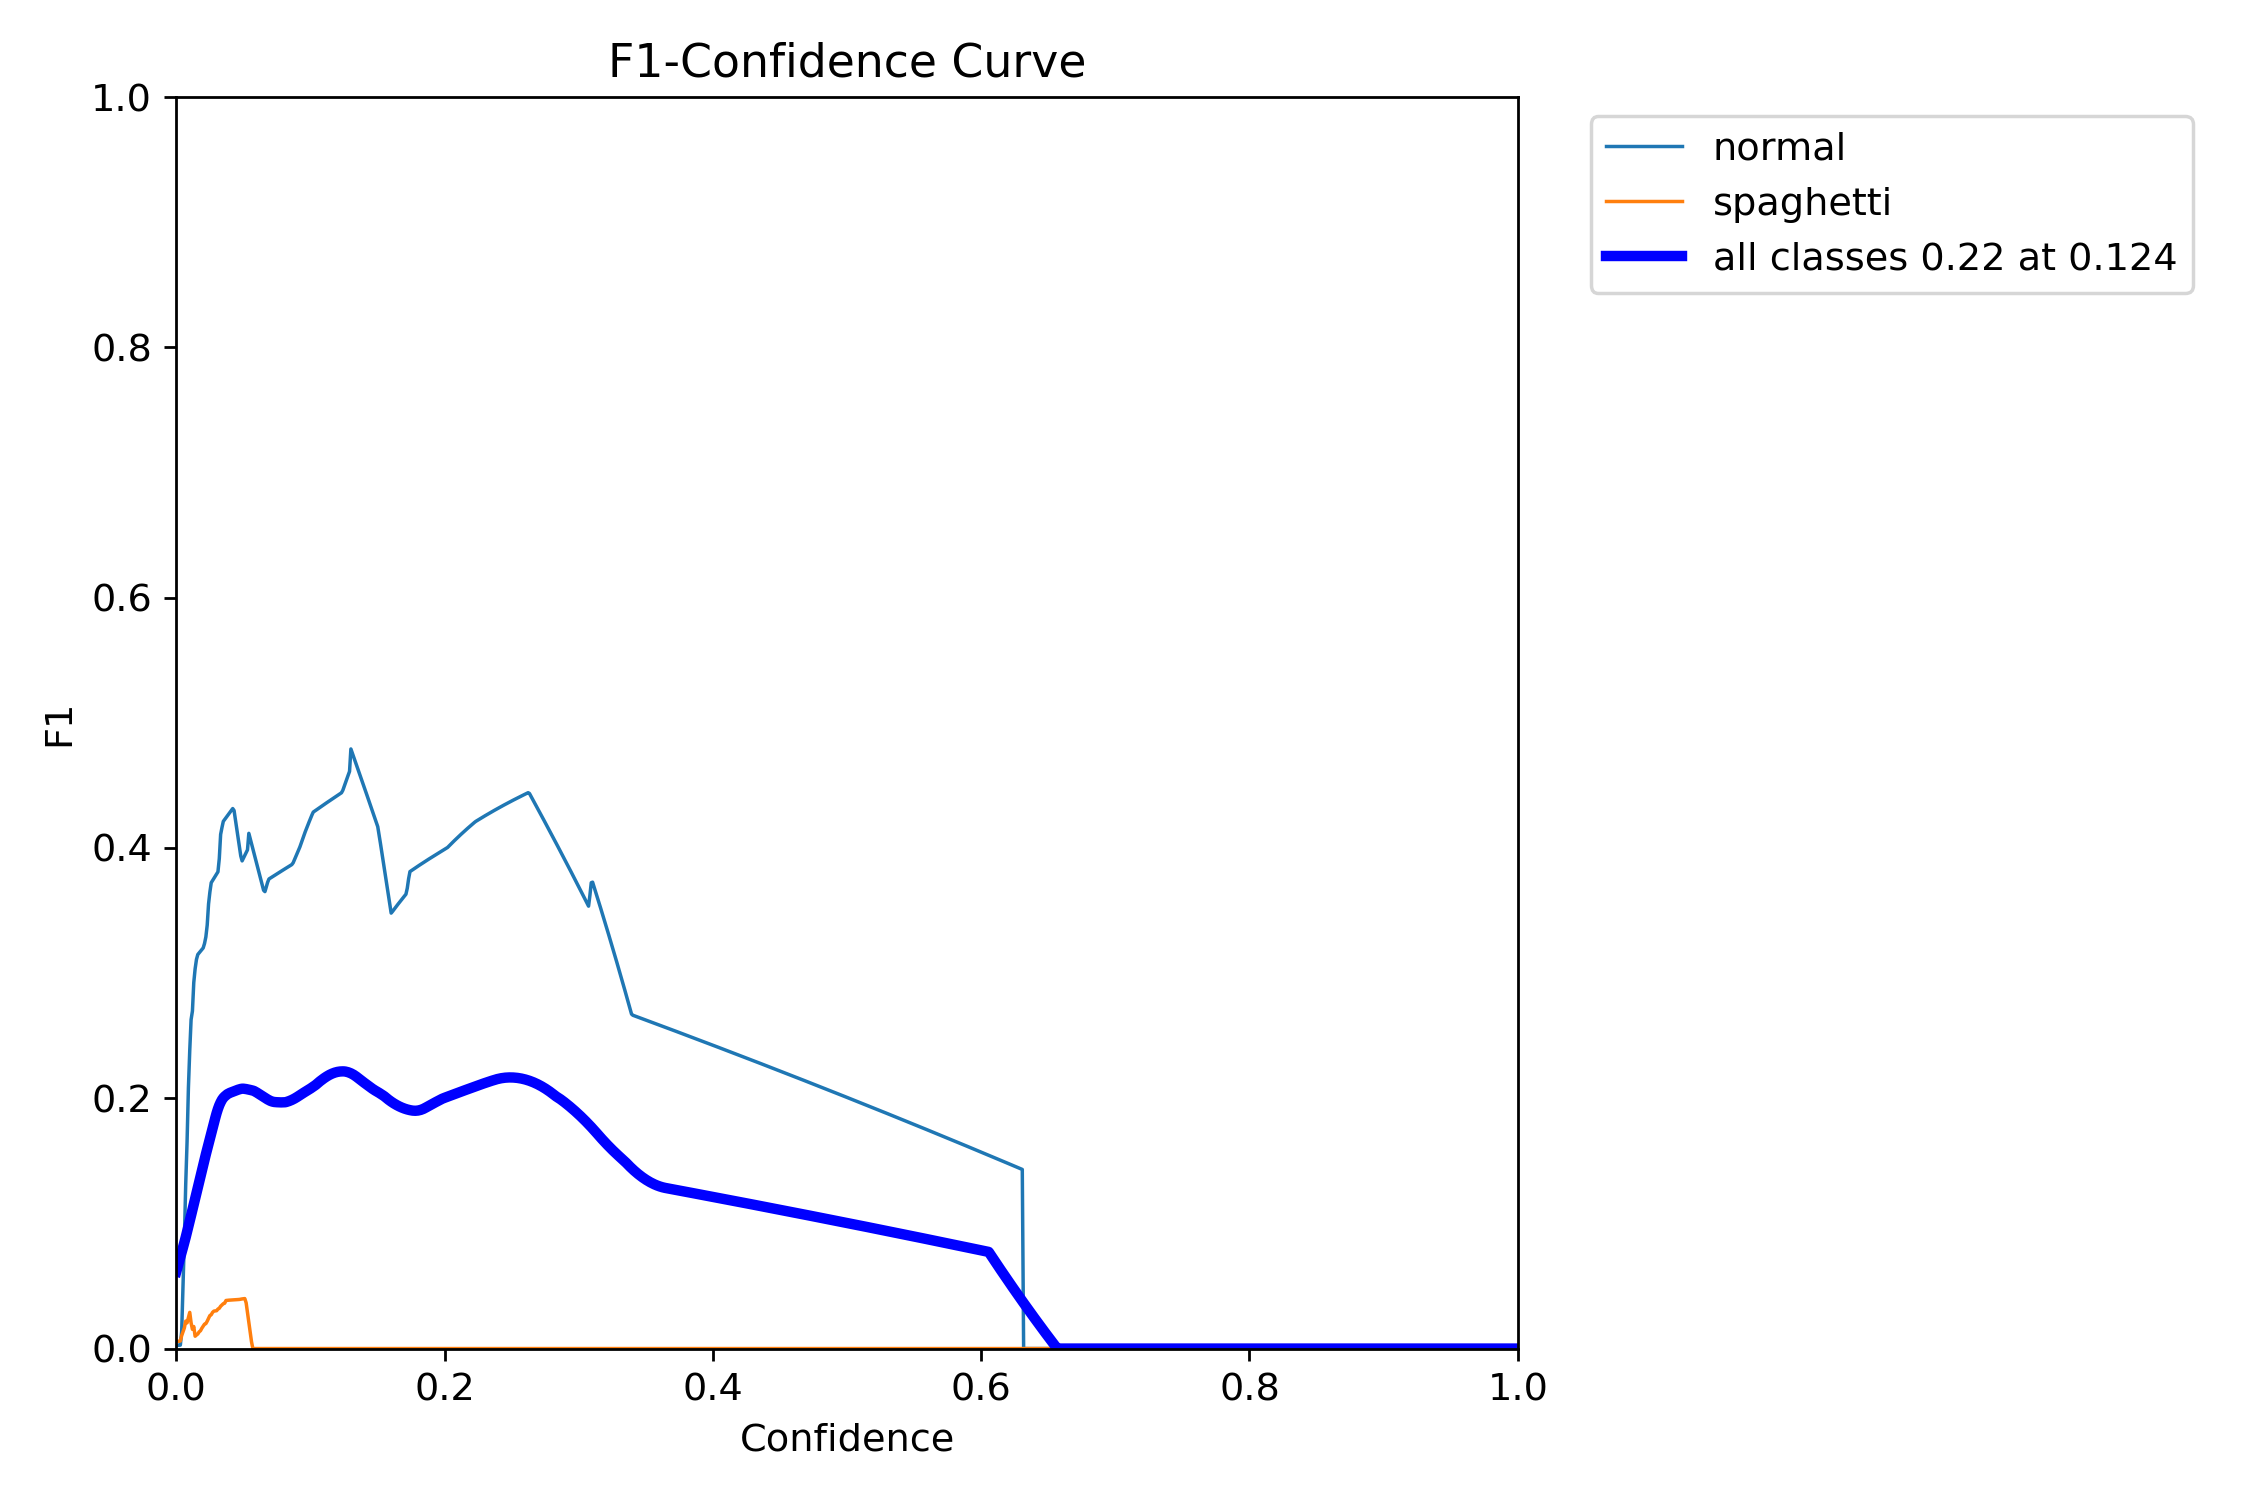 F1-Confidence Curve
1.0
0.8
0.6
0.4
0.2
0.0
F1
0.0 0.2 0.4 0.6 0.8 1.0
Confidence
normal
spaghetti
all classes 0.22 at 0.124